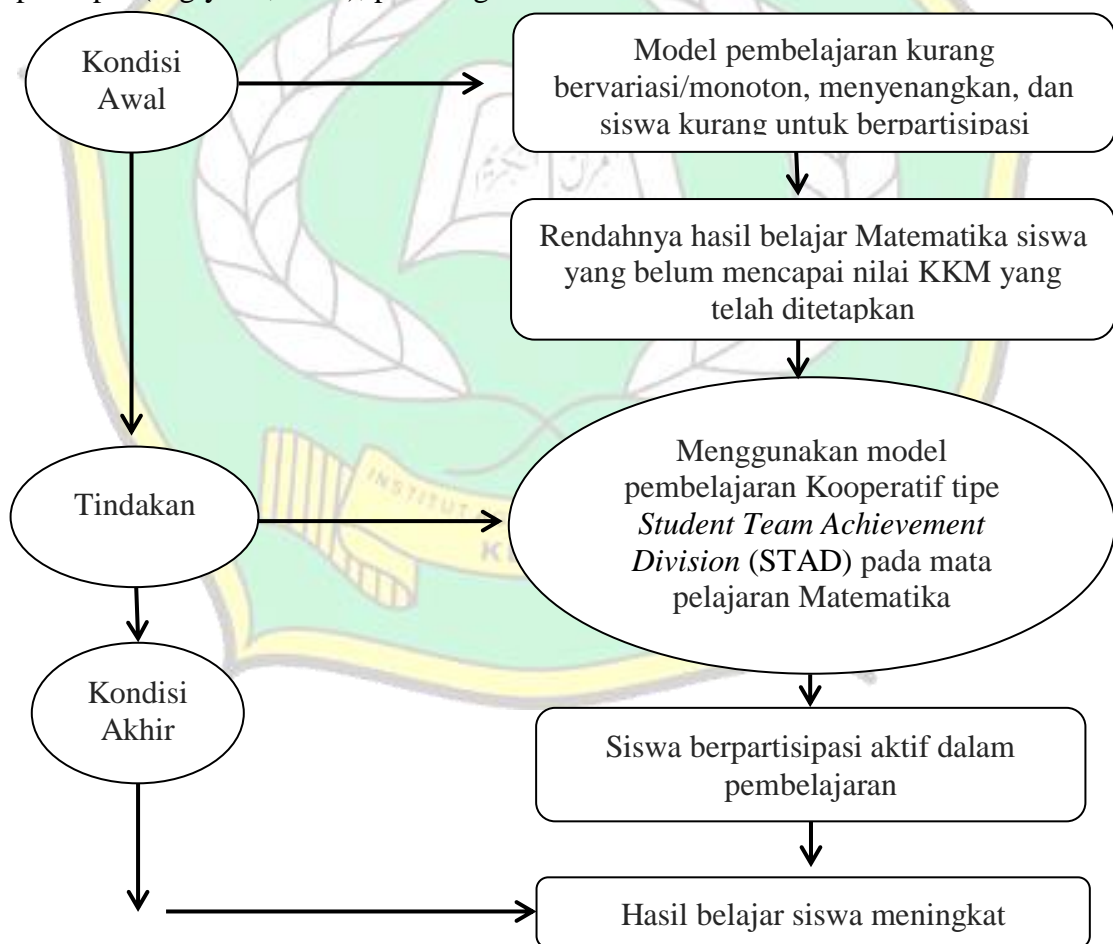 Kondisi
Awal
Model pembelajaran kurang
bervariasi/monoton, menyenangkan, dan
siswa kurang untuk berpartisipasi
Rendahnya hasil belajar Matematika siswa
yang belum mencapai nilai KKM yang
telah ditetapkan
Tindakan
Menggunakan model
pembelajaran Kooperatif tipe
Student Team Achievement
Division (STAD) pada mata
pelajaran Matematika
INSTITUT
Kondisi
Akhir
Siswa berpartisipasi aktif dalam
pembelajaran
Hasil belajar siswa meningkat